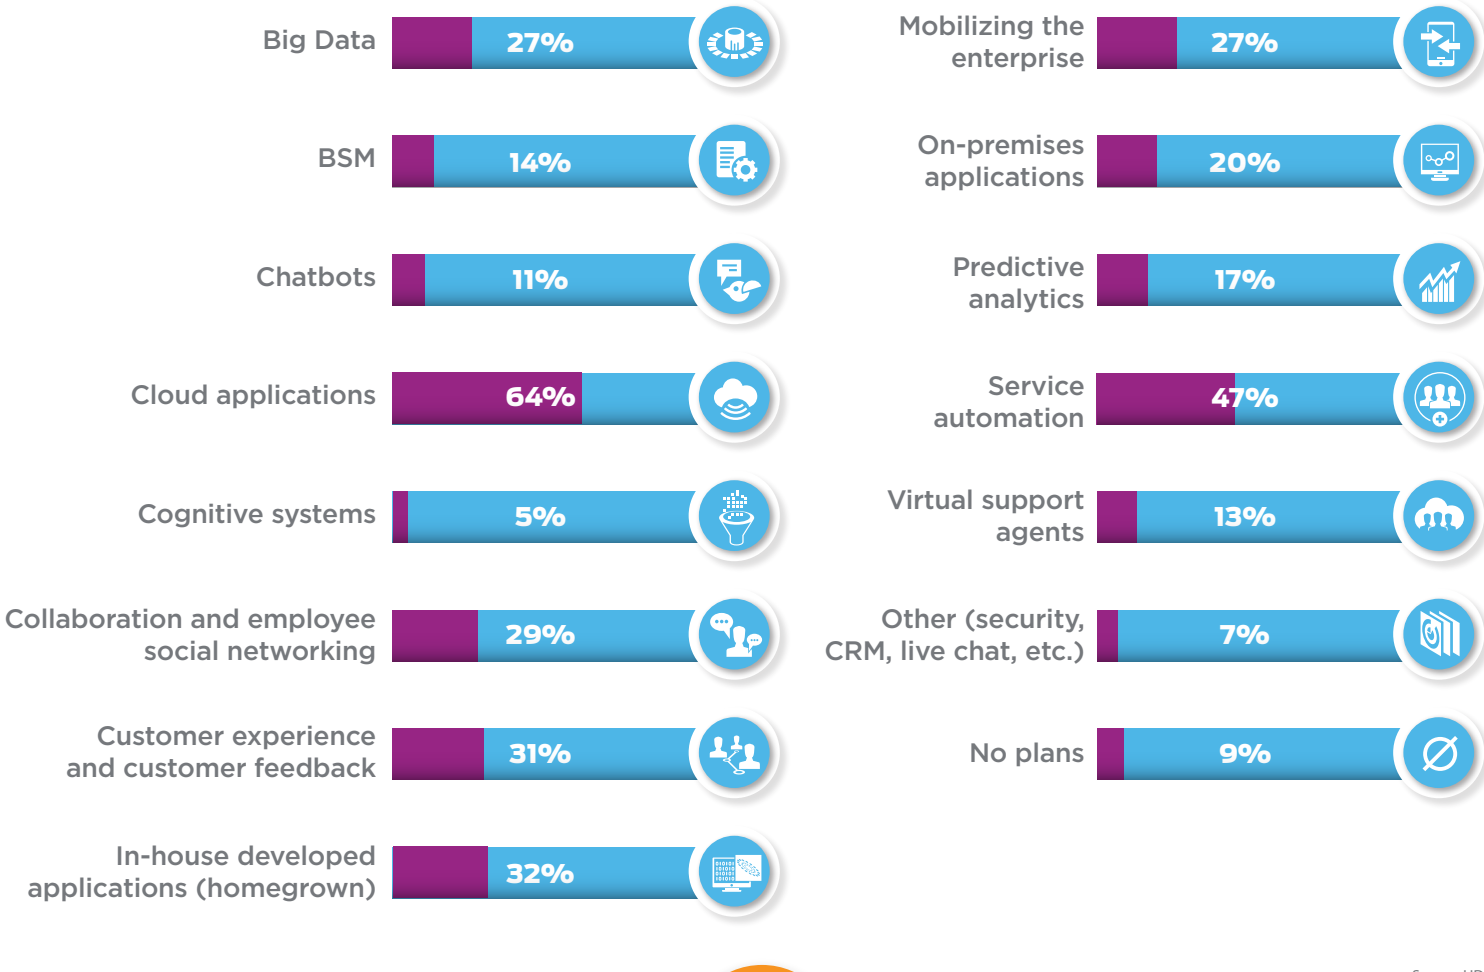 Big Data
27%
BSM
14%
Chatbots
11%
Cloud applications
64%
Cognitive systems
5%
Collaboration and employee
social networking
29%
Customer experience
and customer feedback
31%
In-house developed
applications (homegrown)
32%
Mobilizing the
enterprise
27%
On-premises
applications
20%
Predictive
analytics
17%
Service
automation
47%
Virtual support
agents
13%
Other (security,
CRM, live chat, etc.)
7%
No plans
9%